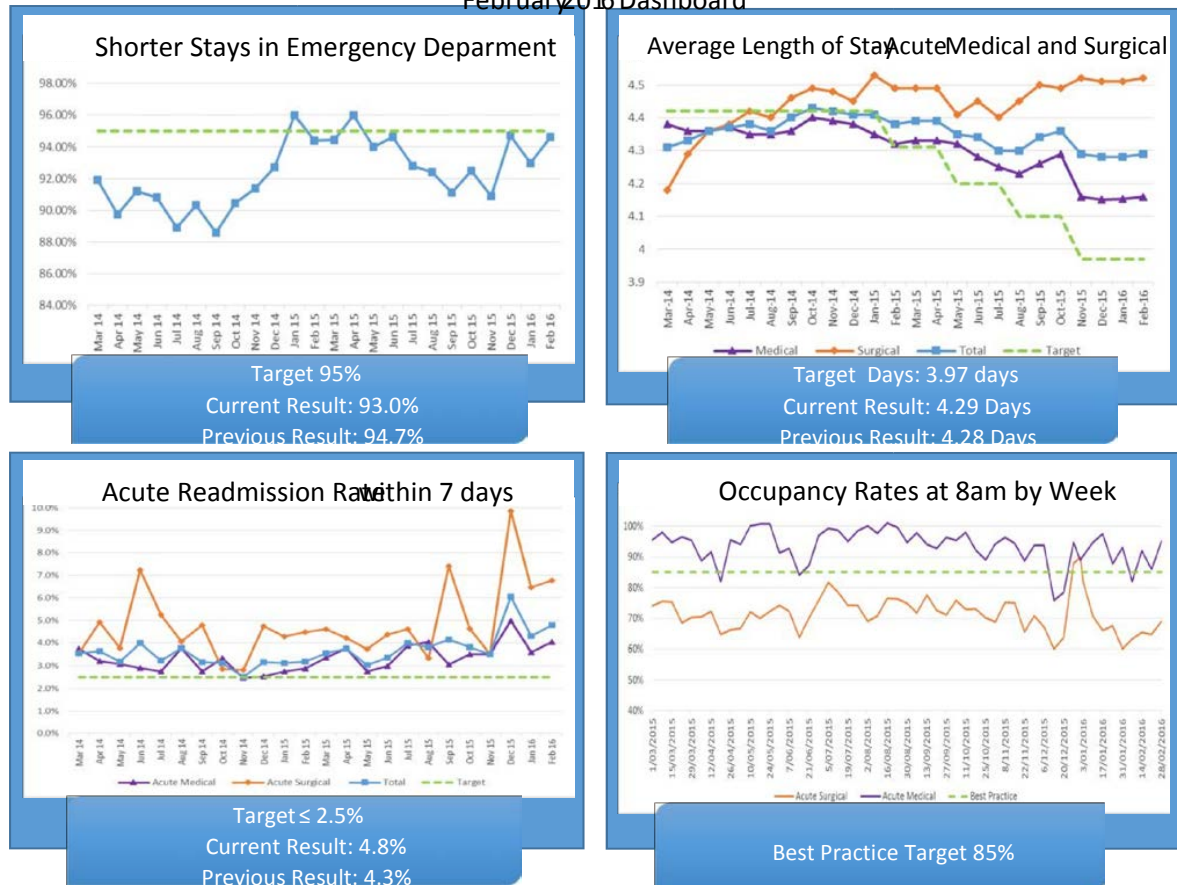 February 2016 Dashboard
Shorter Stays in Emergency Deparment
98.00%
96.00%
94.00%
92.00%
90.00%
88.00%
86.00%
84.00%
Mar 14
Apr 14
May 14
Jun 14
Jul 14
Aug 14
Sep 14
Oct 14
Nov 14
Dec 14
Jan 15
Feb 15
Mar 15
Apr 15
May 15
Jun 15
Jul 15
Aug 15
Sep 15
Oct 15
Nov 15
Dec 15
Jan 16
Feb 16
Target 95%
Current Result: 93.0%
Previous Result: 94.7%
Average Length of Stay Acute Medical and Surgical
4.5
4.4
4.3
4.2
4.1
4
3.9
Mar-14
Apr-14
May-14
Jun-14
Jul-14
Aug-14
Sep-14
Oct-14
Nov-14
Dec-14
Jan-15
Feb-15
Mar-15
Apr-15
May-15
Jun-15
Jul-15
Aug-15
Sep-15
Oct-15
Nov-15
Dec-15
Jan-16
Feb-16
Medical Surgical Total Target
Target Days: 3.97 days
Current Result: 4.29 Days
Previous Result: 4.28 Days
Acute Readmission Rate within 7 days
10.0%
9.0%
8.0%
7.0%
6.0%
5.0%
4.0%
3.0%
2.0%
1.0%
0.0%
Mar 14
Apr 14
May 14
Jun 14
Jul 14
Aug 14
Sep 14
Oct 14
Nov 14
Dec 14
Jan 15
Feb 15
Mar 15
Apr 15
May 15
Jun 15
Jul 15
Aug 15
Sep 15
Oct 15
Nov 15
Dec 15
Jan 16
Feb 16
Acute Medical Acute Surgical Total Target
Target ≤ 2.5%
Current Result: 4.8%
Previous Result: 4.3%
Occupancy Rates at 8am by Week
100%
90%
80%
70%
60%
50%
40%
1/03/2015
15/03/2015
29/03/2015
12/04/2015
26/04/2015
10/05/2015
24/05/2015
7/06/2015
21/06/2015
5/07/2015
19/07/2015
2/08/2015
16/08/2015
30/08/2015
13/09/2015
27/09/2015
11/10/2015
25/10/2015
8/11/2015
22/11/2015
6/12/2015
20/12/2015
3/01/2016
17/01/2016
31/01/2016
14/02/2016
28/02/2016
Acute Surgical Acute Medical Best Practice
Best Practice Target 85%